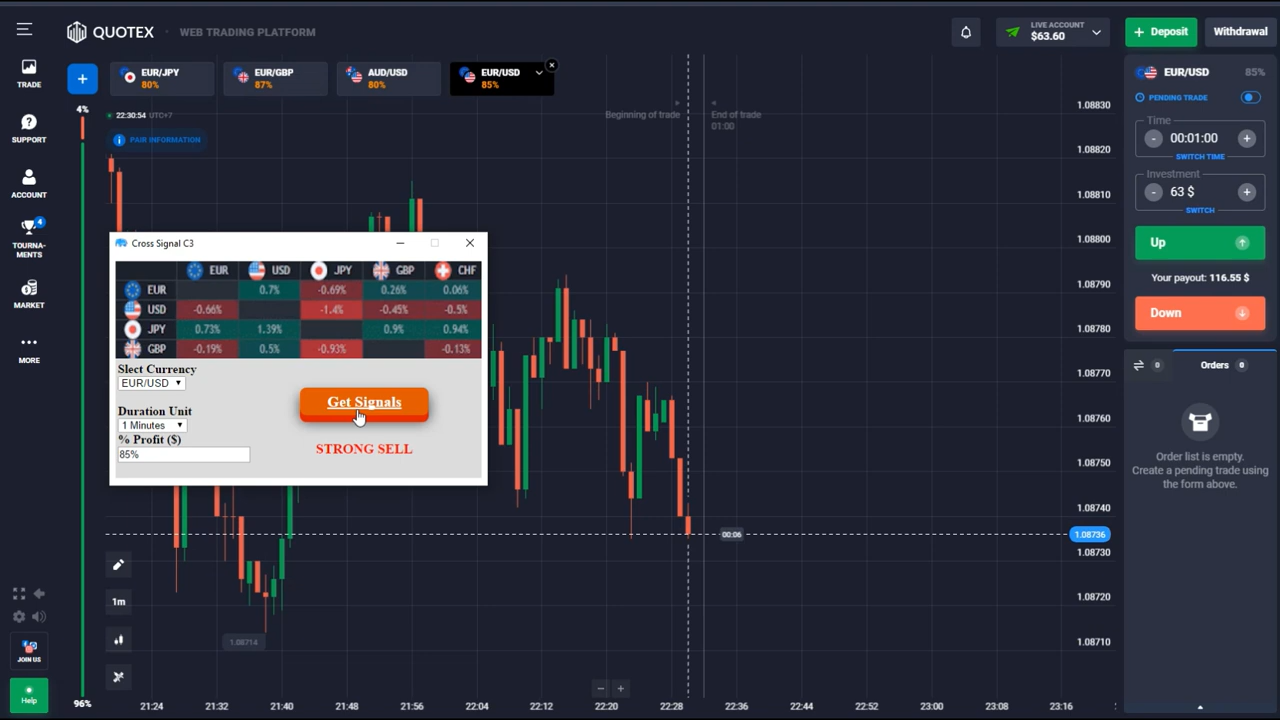 QUOTEX
WEB TRADING PLATFORM
LIVE ACCOUNT
$63.60
+ Deposit
Withdrawal
TRADE
SUPPORT
ACCOUNT
4
TOURNA-
MENTS
MARKET
MORE
JOIN US
Help
+
EUR/JPY
80%
EUR/GBP
87%
AUD/USD
80%
EUR/USD
85%
4%
96%
22:30:54 UTC+7
PAIR INFORMATION
Beginning of trade
End of trade
01:00
Cross Signal C3
EUR USD JPY GBP CHF
EUR 0.7% -0.69% 0.26% 0.06%
USD -0.66% -1.4% -0.45% -0.5%
JPY 0.73% 1.39% 0.9% 0.94%
GBP -0.19% 0.5% -0.93% -0.13%
Slect Currency
EUR/USD
Duration Unit
1 Minutes
% Profit ($)
85%
Get Signals
STRONG SELL
1.08714
1m
00:06
1.08830
1.08820
1.08810
1.08800
1.08790
1.08780
1.08770
1.08760
1.08750
1.08740
1.08736
1.08730
1.08720
1.08710
21:24 21:32 21:40 21:48 21:56 22:04 22:12 22:20 22:28 22:36 22:44 22:52 23:00 23:08 23:16
EUR/USD 85%
PENDING TRADE
Time
- 00:01:00 +
SWITCH TIME
Investment
- 63 $ +
SWITCH
Up
Your payout: 116.55 $
Down
0
Orders 0
Order list is empty.
Create a pending trade using
the form above.